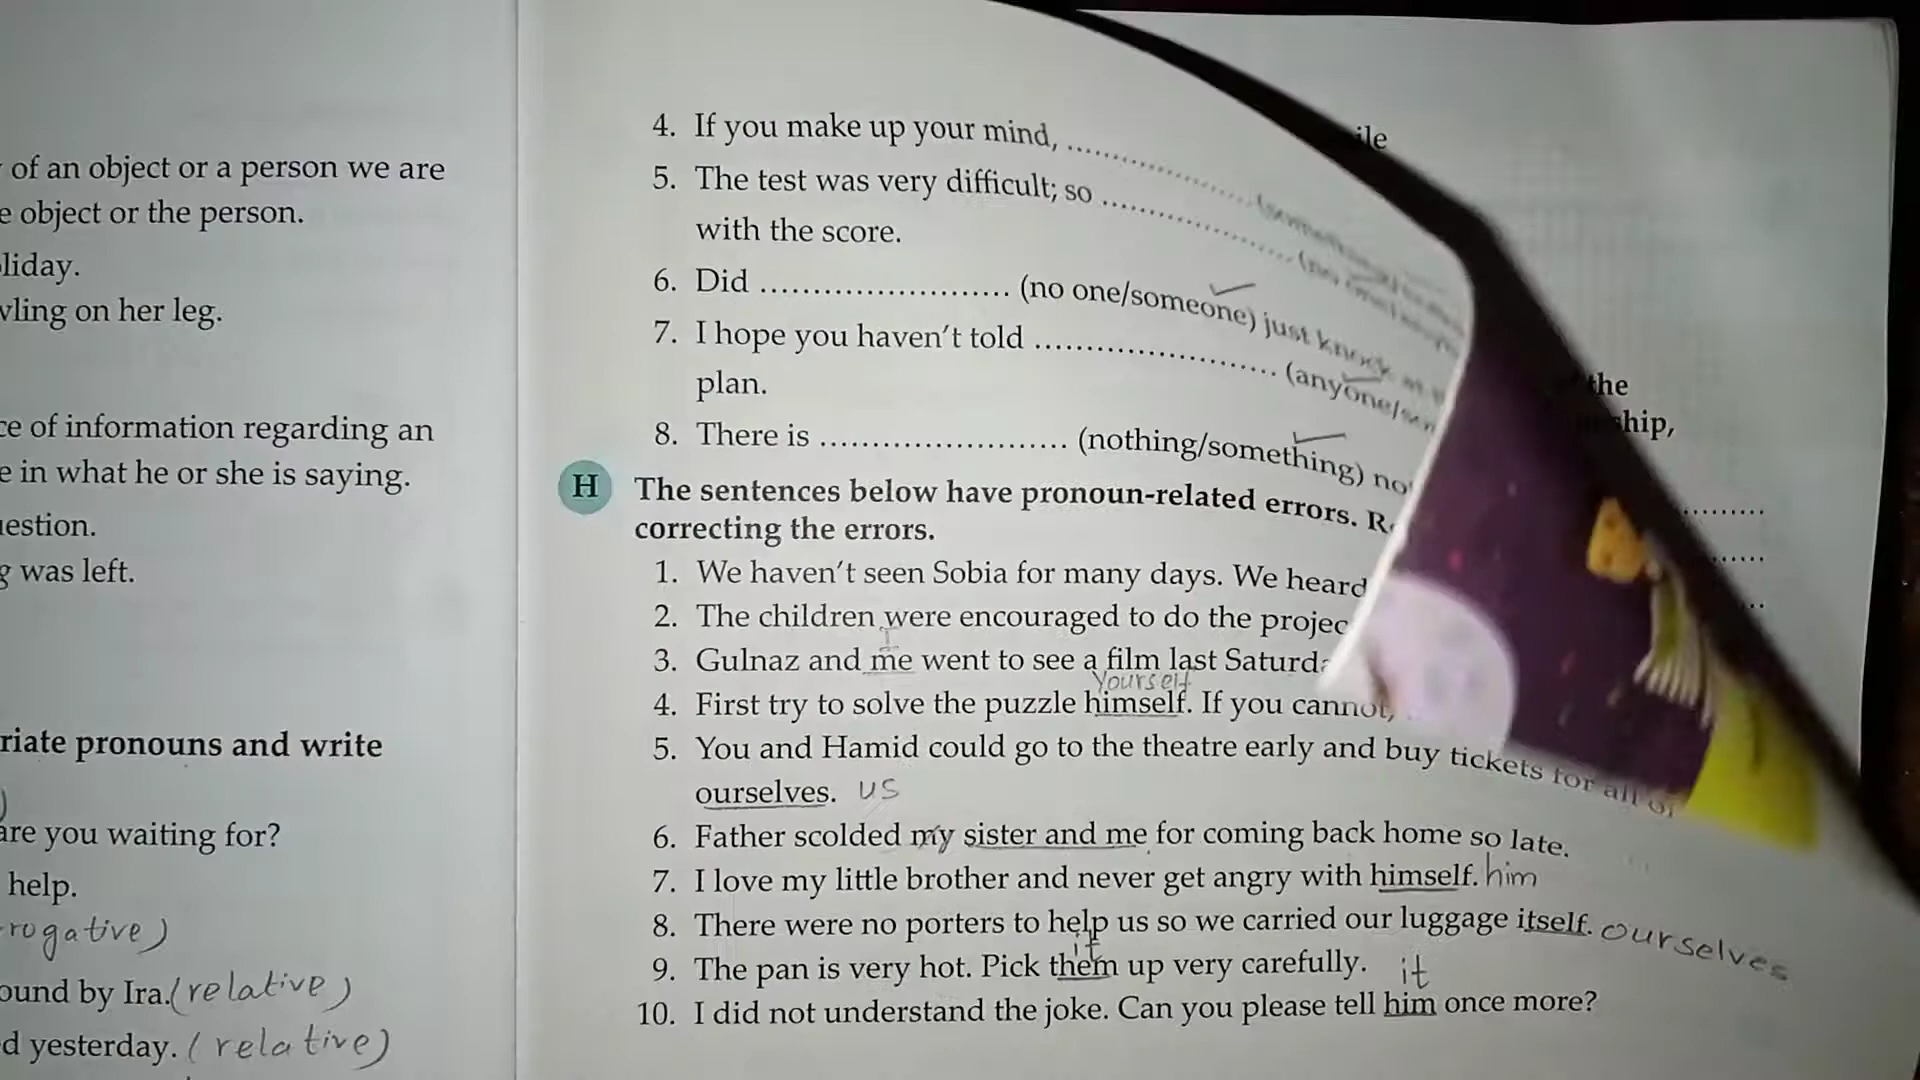 of an object or a person we are
object or the person.
on her leg.
of information regarding an
in what he or she is saying.
was left.
pronouns and write
are you waiting for?
help.
by Ira. (relative)
yesterday. (relative)
4. If you make up your mind, ....................
5. The test was very difficult; so ....................
with the score.
6. Did .................... (no one/someone) just knock
7. I hope you haven't told .................... (anyone/
plan.
8. There is .................... (nothing/something)
H The sentences below have pronoun-related errors.
correcting the errors.
1. We haven't seen Sobia for many days. We heard
2. The children were encouraged to do the
I
3. Gulnaz and me went to see a film last
Yourself
4. First try to solve the puzzle himself. If you cannot,
5. You and Hamid could go to the theatre early and buy tickets for all of
ourselves. us
6. Father scolded my sister and me for coming back home so late.
7. I love my little brother and never get angry with himself. him
8. There were no porters to help us so we carried our luggage itself. ourselves
it
9. The pan is very hot. Pick them up very carefully. it
10. I did not understand the joke. Can you please tell him once more?
the